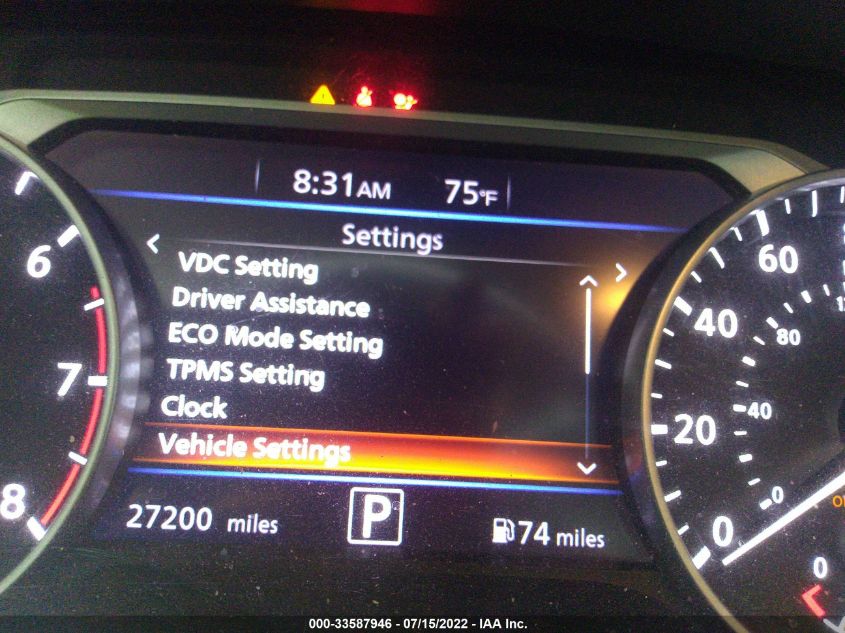 8:31AM 75°F
Settings
VDC Setting
Driver Assistance
ECO Mode Setting
TPMS Setting
Clock
Vehicle Settings
27200 miles P 74 miles
6
7
8
60
40
20
0
80
40
0
0
000-33587946 - 07/15/2022 - IAA Inc.